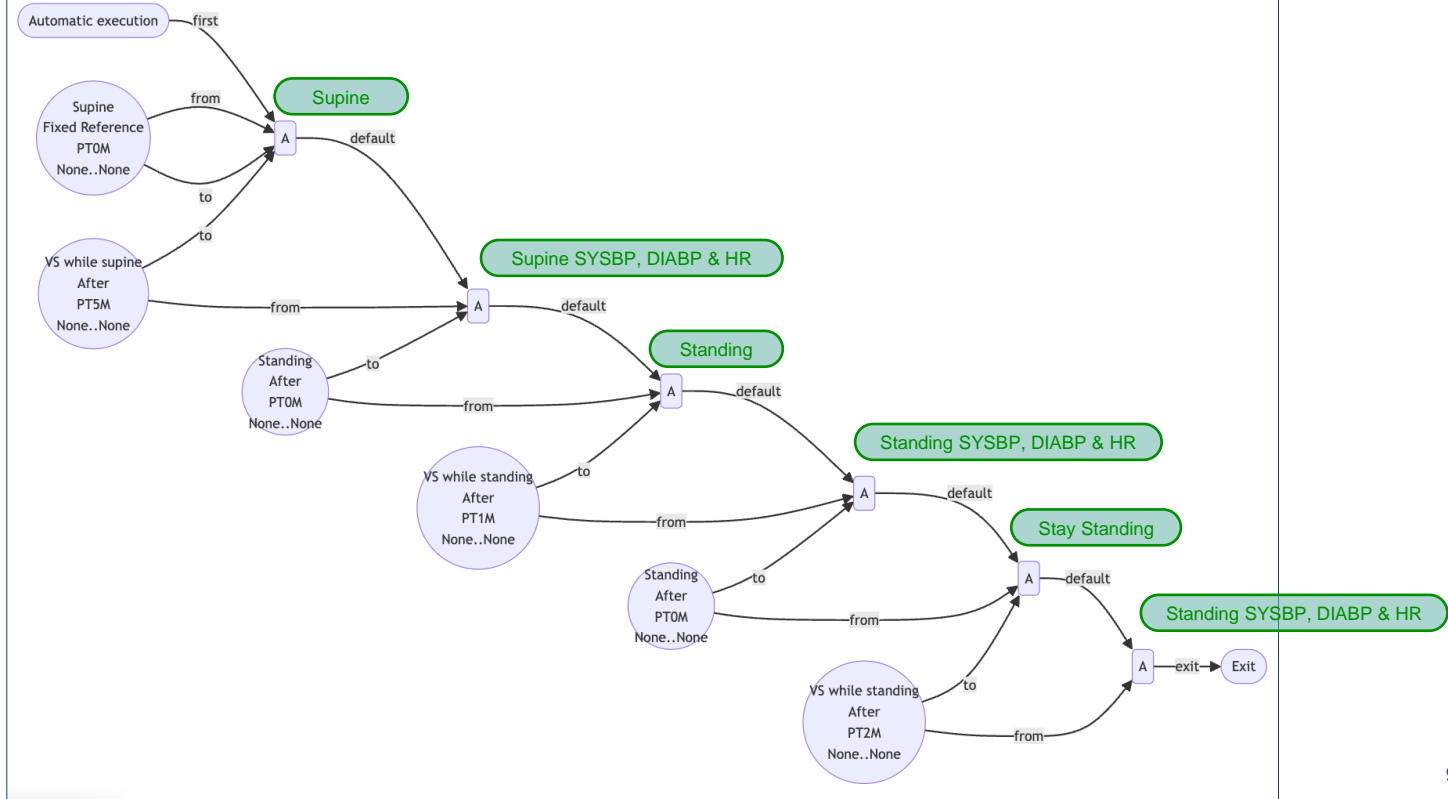 Automatic execution
first
Supine
from
Supine
Fixed Reference
PT0M
None..None
A
default
to
to
VS while supine
After
PT5M
None..None
Supine SYSBP, DIABP & HR
from
A
default
Standing
After
PT0M
None..None
to
Standing
from
A
default
VS while standing
After
PT1M
None..None
to
Standing SYSBP, DIABP & HR
from
A
default
Standing
After
PT0M
None..None
to
Stay Standing
from
A
default
VS while standing
After
PT2M
None..None
to
Standing SYSBP, DIABP & HR
from
A
exit
Exit